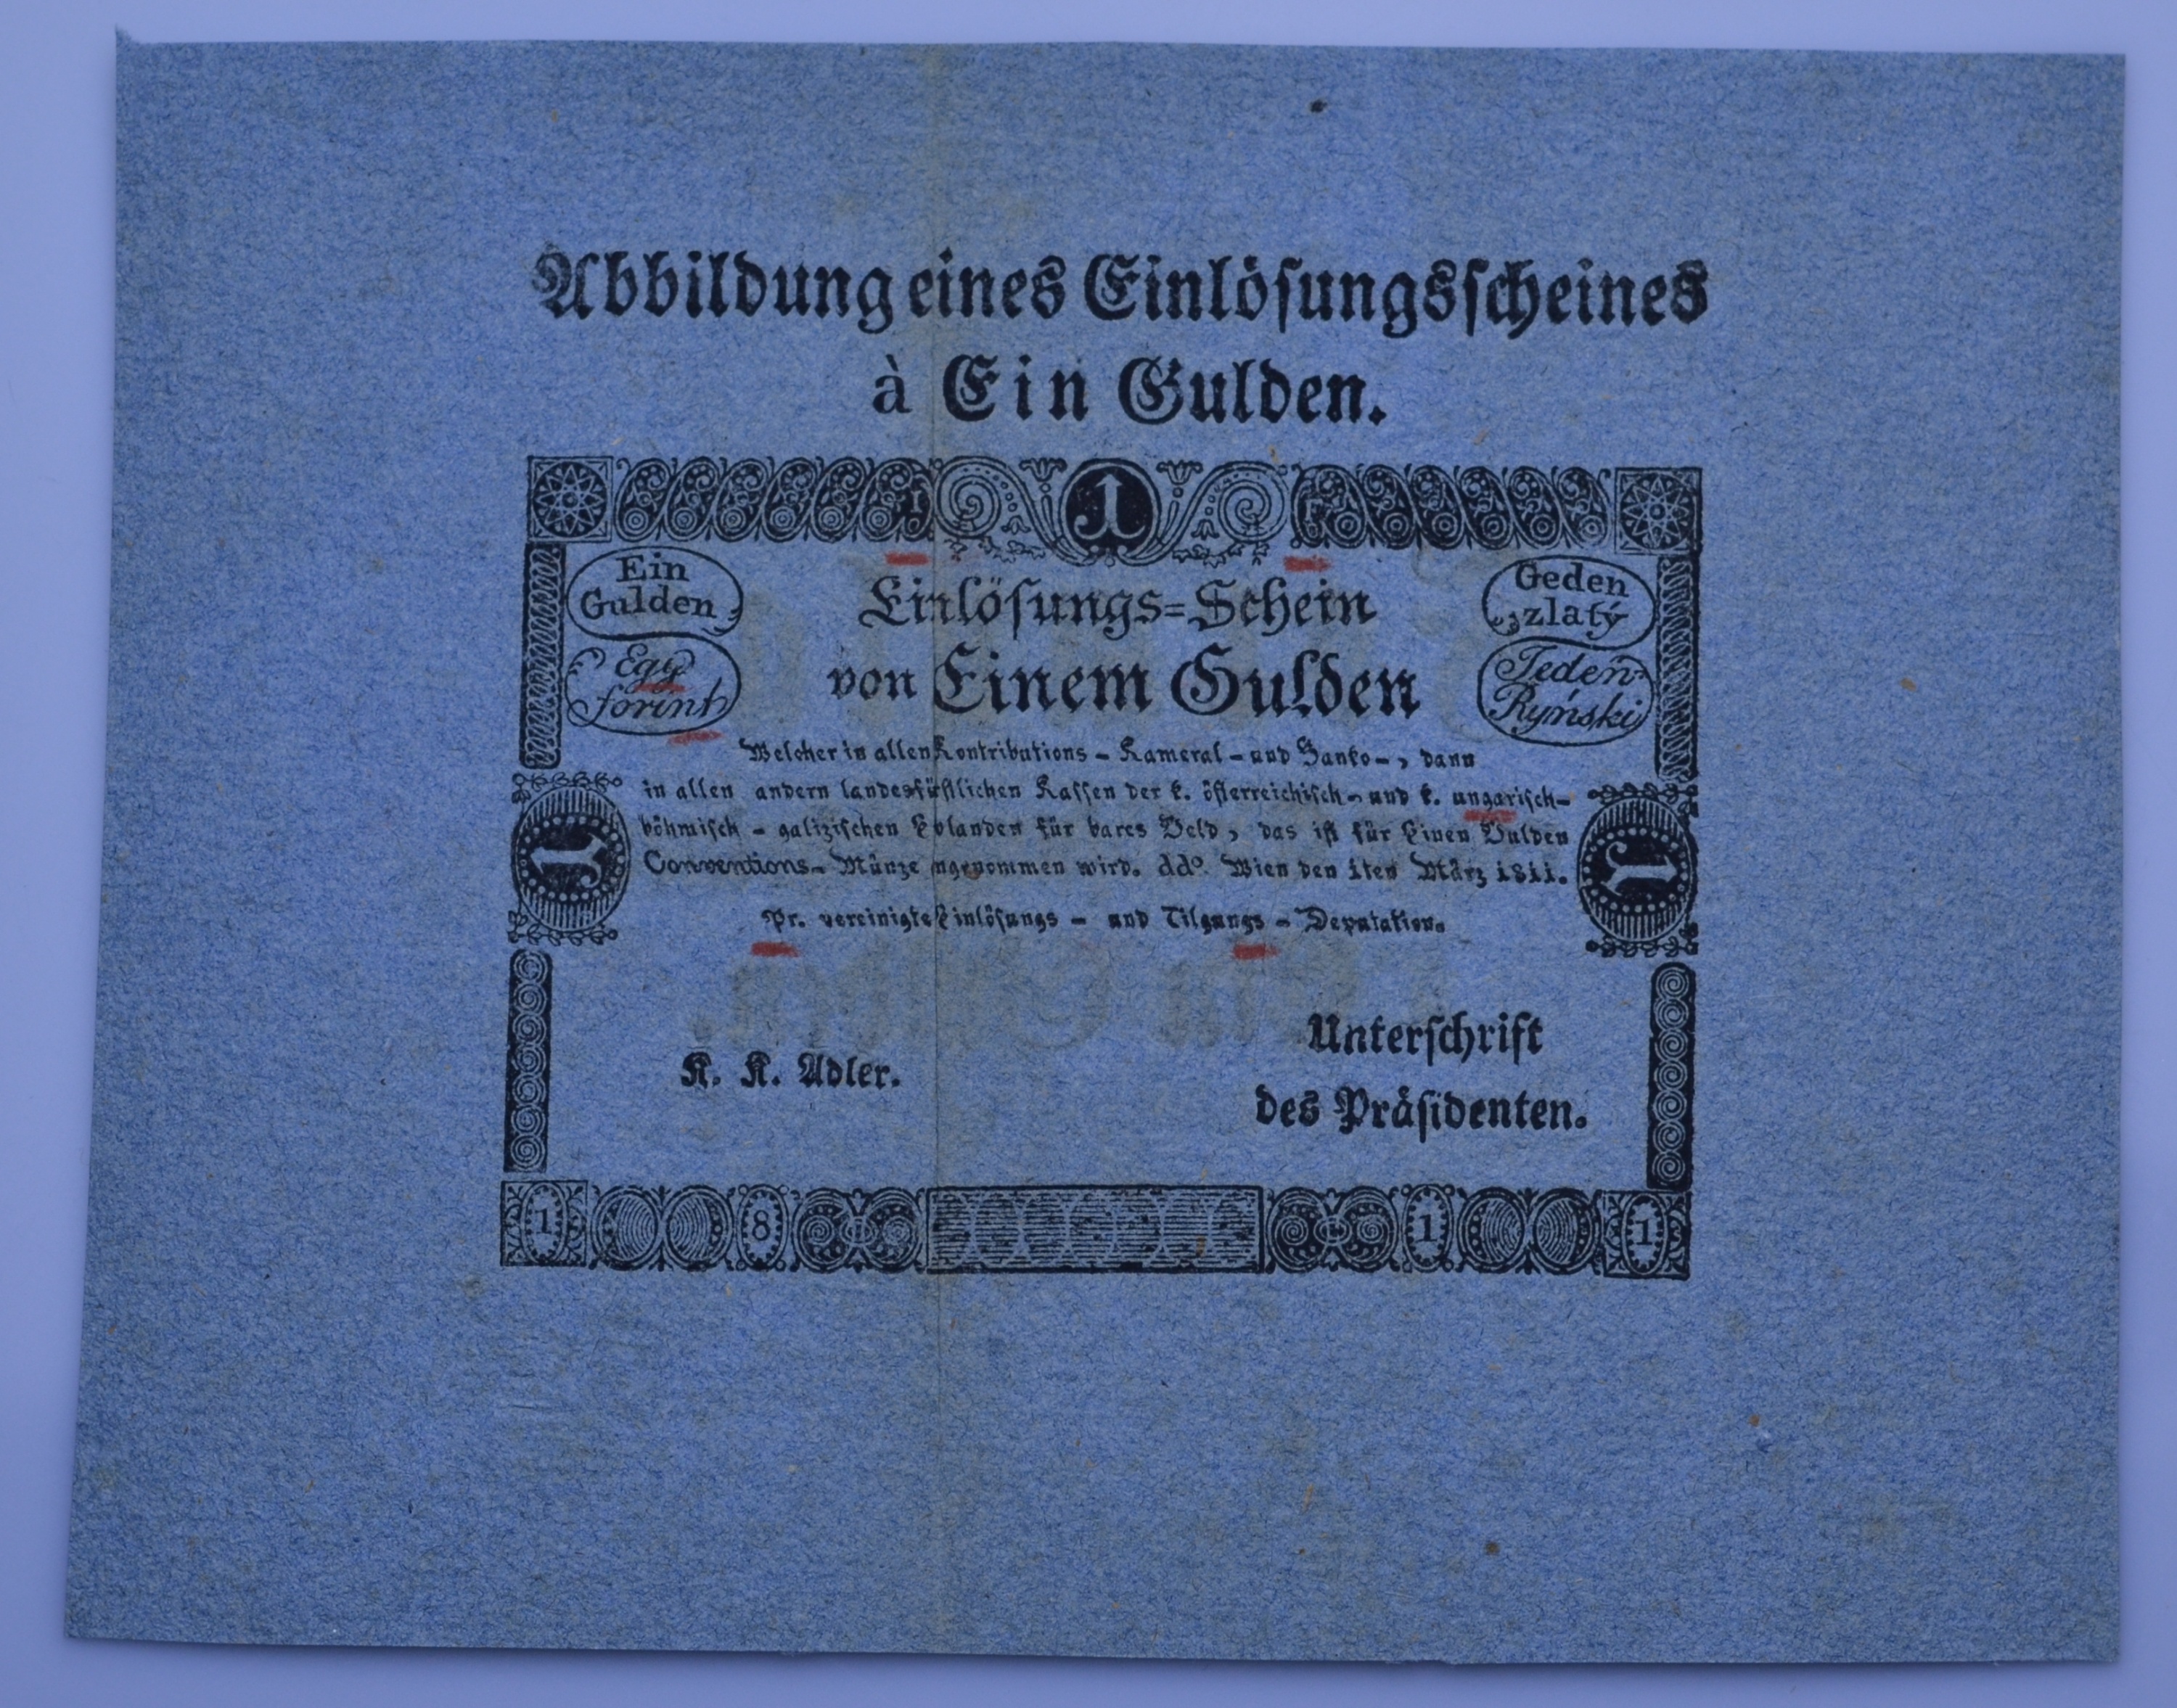 Abbildung eines Einlösungsscheines
à Ein Gulden.
1
Ein
Gulden
Geden
zlatý
Egy
forint
Jeden
Ryński
Einlösungs=Schein
von Einem Gulden
Welcher in allen Kontributions – Kameral – und Banko – , dann
in allen andern landesfürstlichen Kassen der k. österreichisch – und k. ungarisch –
böhmisch – galizischen Erblanden für bares Geld, das ist für Einen Gulden
Conventions – Münze angenommen wird. ddo. Wien den 1ten März 1811.
1
1
Pr. vereinigte Einlösungs – und Tilgungs – Deputation.
K. K. Adler.
Unterschrift
des Präsidenten.
1 8 1 1